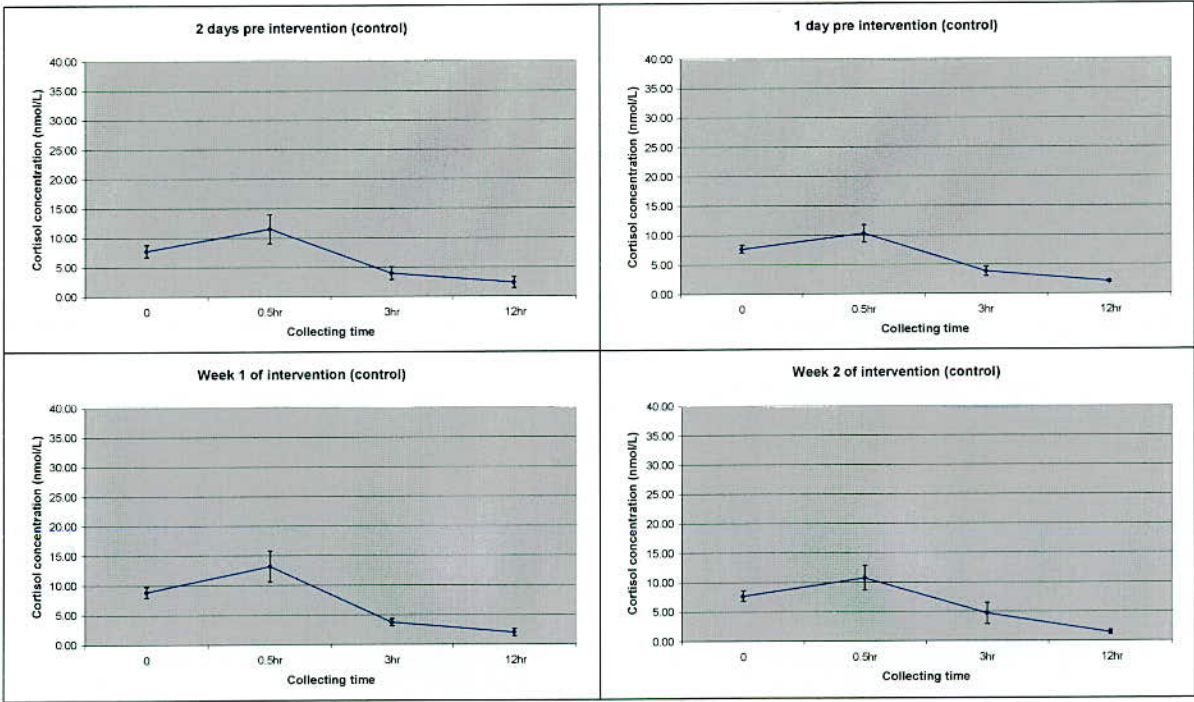 2 days pre intervention (control)
Cortisol concentration (nmol/L)
40.00
35.00
30.00
25.00
20.00
15.00
10.00
5.00
0.00
0
0.5hr
3hr
12hr
Collecting time
1 day pre intervention (control)
Cortisol concentration (nmol/L)
40.00
35.00
30.00
25.00
20.00
15.00
10.00
5.00
0.00
0
0.5hr
3hr
12hr
Collecting time
Week 1 of intervention (control)
Cortisol concentration (nmol/L)
40.00
35.00
30.00
25.00
20.00
15.00
10.00
5.00
0.00
0
0.5hr
3hr
12hr
Collecting time
Week 2 of intervention (control)
Cortisol concentration (nmol/L)
40.00
35.00
30.00
25.00
20.00
15.00
10.00
5.00
0.00
0
0.5hr
3hr
12hr
Collecting time